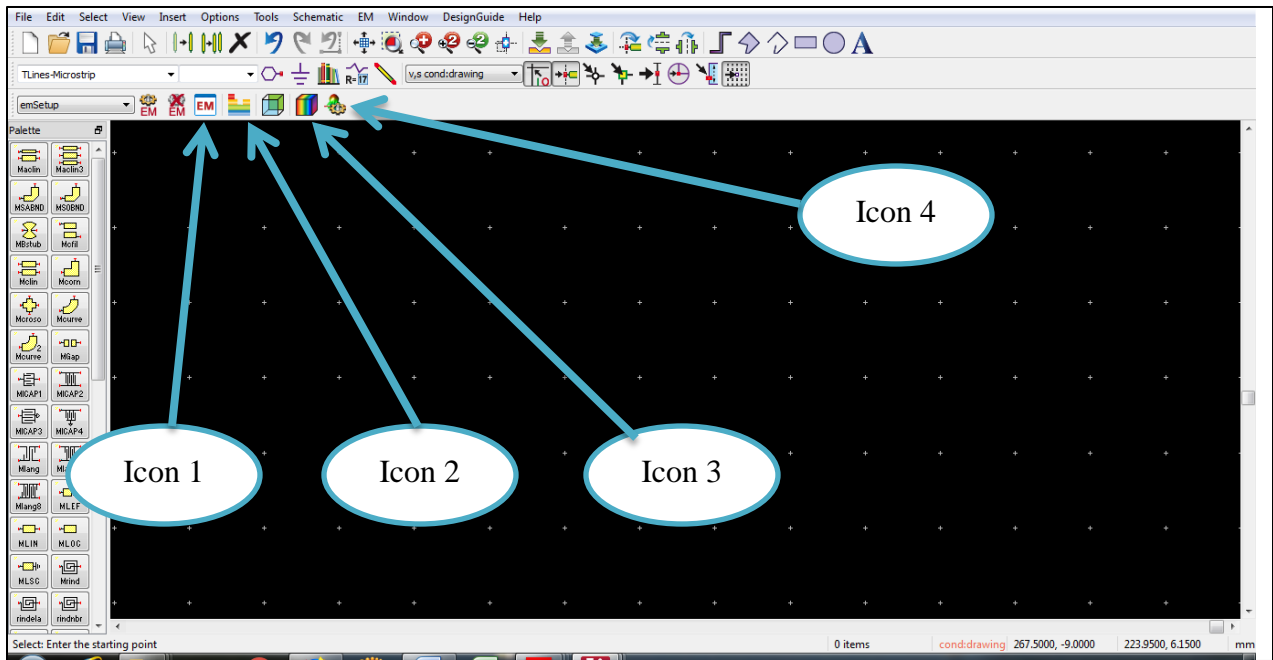 File Edit Select View Insert Options Tools Schematic EM Window DesignGuide Help
A
TLines-Microstrip R=17 v,s cond:drawing
emSetup EM EM EM
Palette
Maclin Maclin3
MSABND MSOBND
MBstub Mcfil
Mclin Mcorn
Mcroso Mcurve
2
Mcurve MGap
MICAP1 MICAP2
MICAP3 MICAP4
Mlang
Mlang8 MLEF
MLIN MLOC
MLSC Mrind
rindela rindnbr
Icon 4
Icon 1 Icon 2 Icon 3
Select: Enter the starting point 0 items cond:drawing 267.5000, -9.0000 223.9500, 6.1500 mm